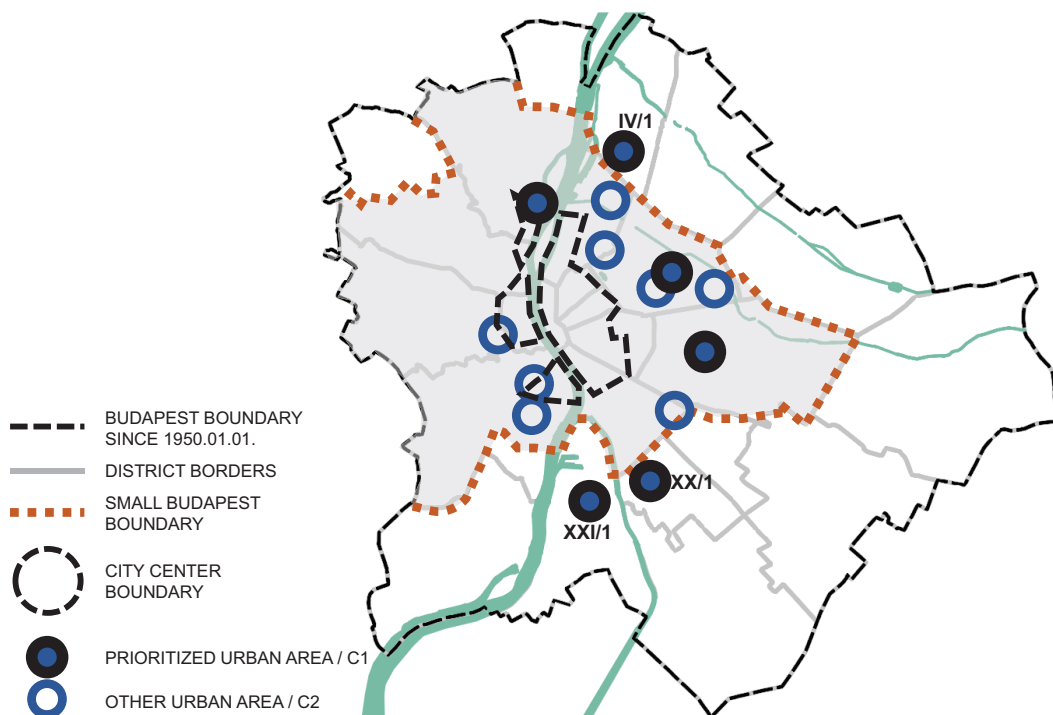 IV/1
XX/1
XXI/1
BUDAPEST BOUNDARY
SINCE 1950.01.01.
DISTRICT BORDERS
SMALL BUDAPEST
BOUNDARY
CITY CENTER
BOUNDARY
PRIORITIZED URBAN AREA / C1
OTHER URBAN AREA / C2